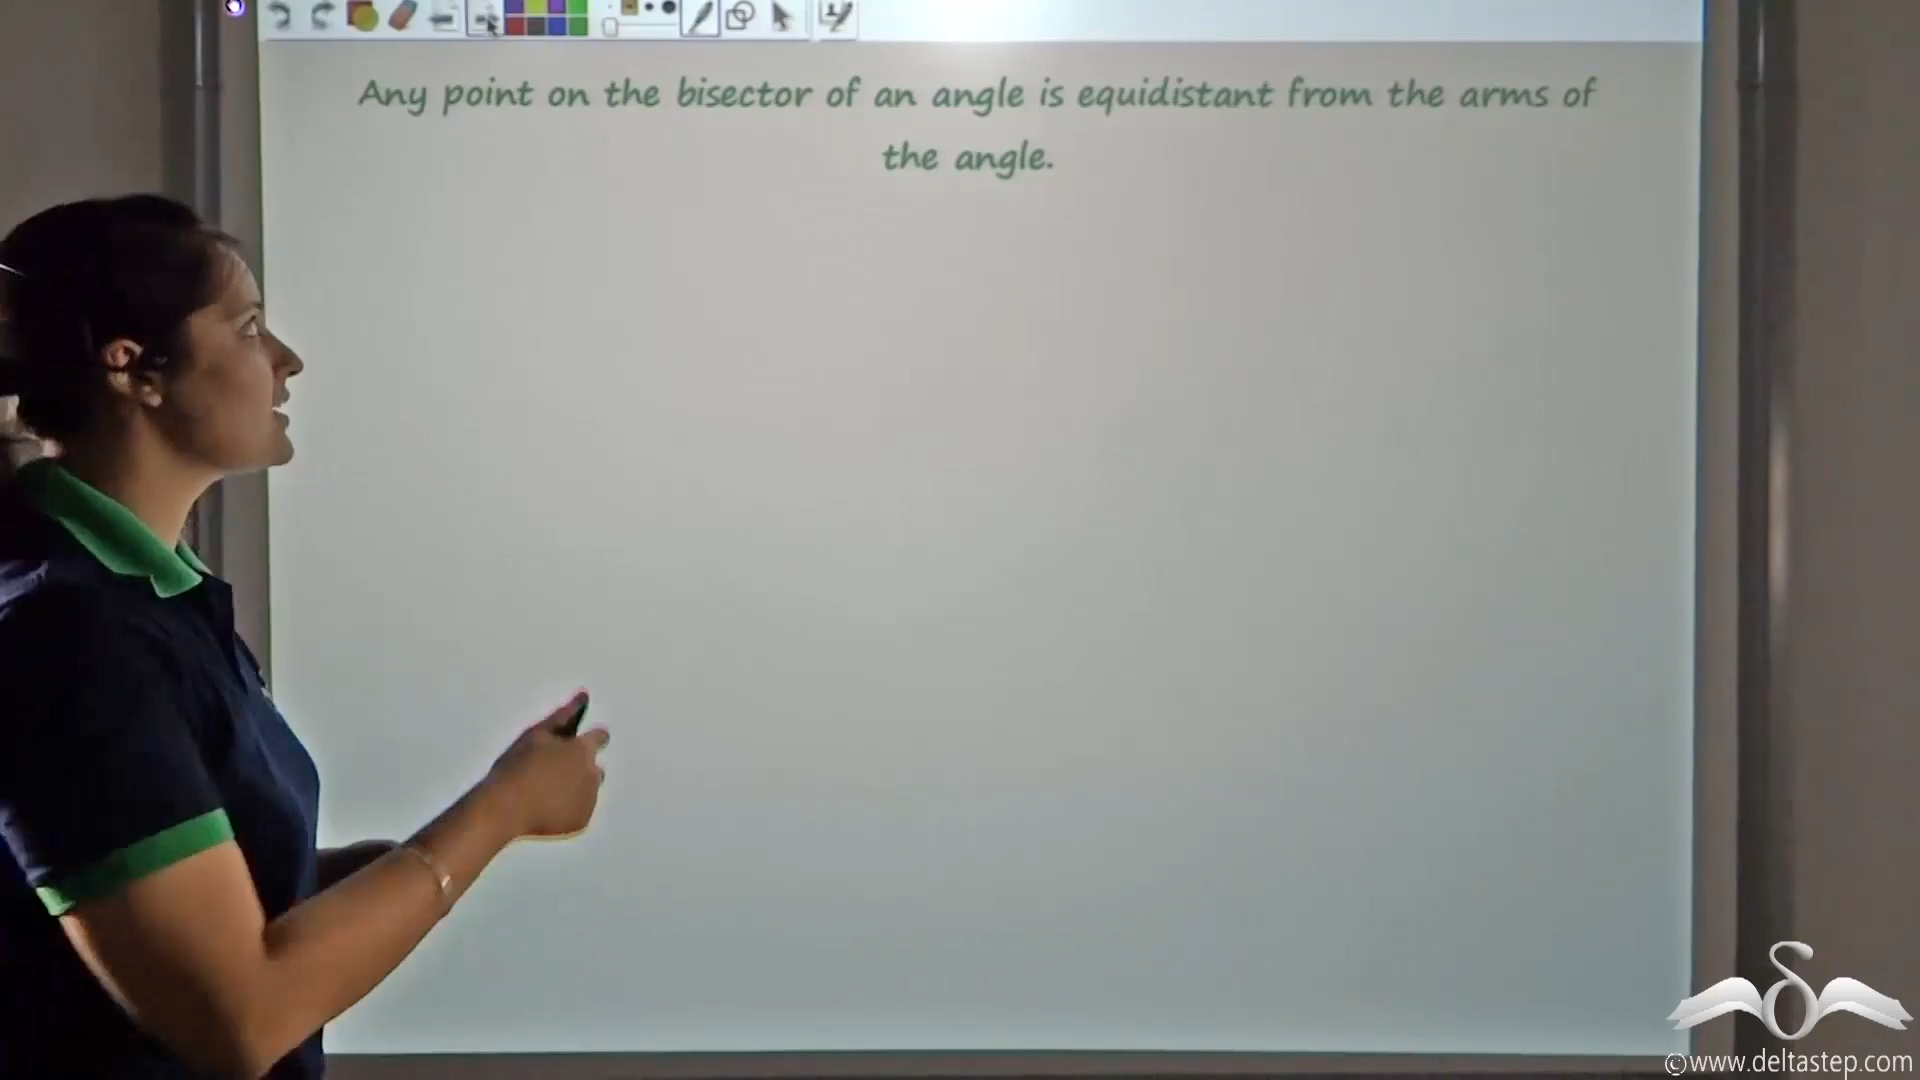 Any point on the bisector of an angle is equidistant from the arms of
the angle.
©www.deltastep.com